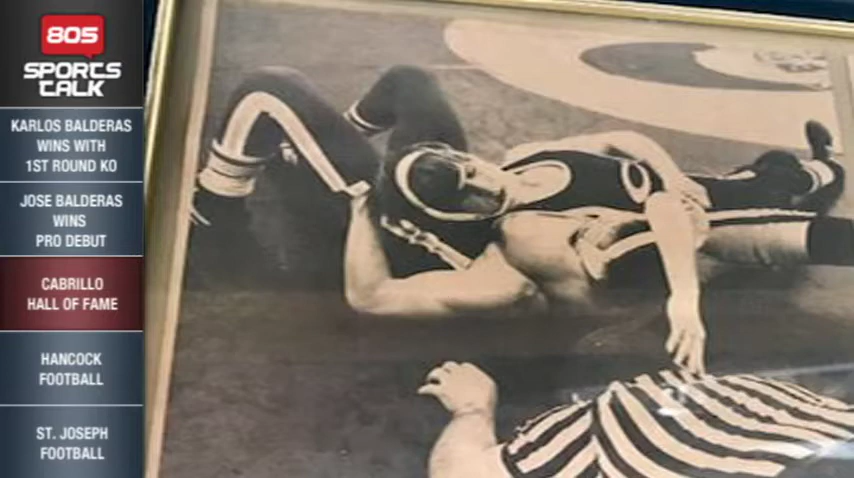 805
SPORTS
TALK
KARLOS BALDERAS
WINS WITH
1ST ROUND KO
JOSE BALDERAS
WINS
PRO DEBUT
CABRILLO
HALL OF FAME
HANCOCK
FOOTBALL
ST. JOSEPH
FOOTBALL